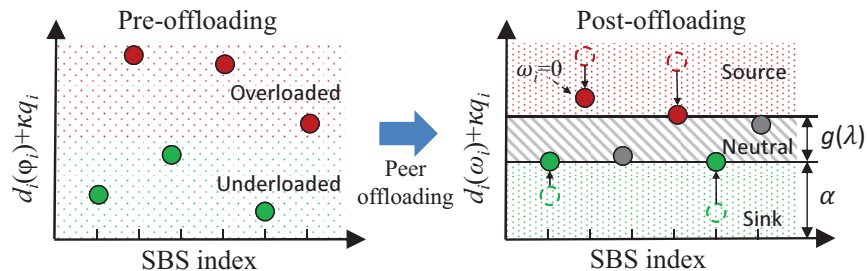 Pre-offloading
d_i(φ_i)+κq_i
Overloaded
Underloaded
SBS index
Peer
offloading
Post-offloading
d_i(ω_i)+κq_i
ω_i=0
Source
Neutral
Sink
g(λ)
α
SBS index